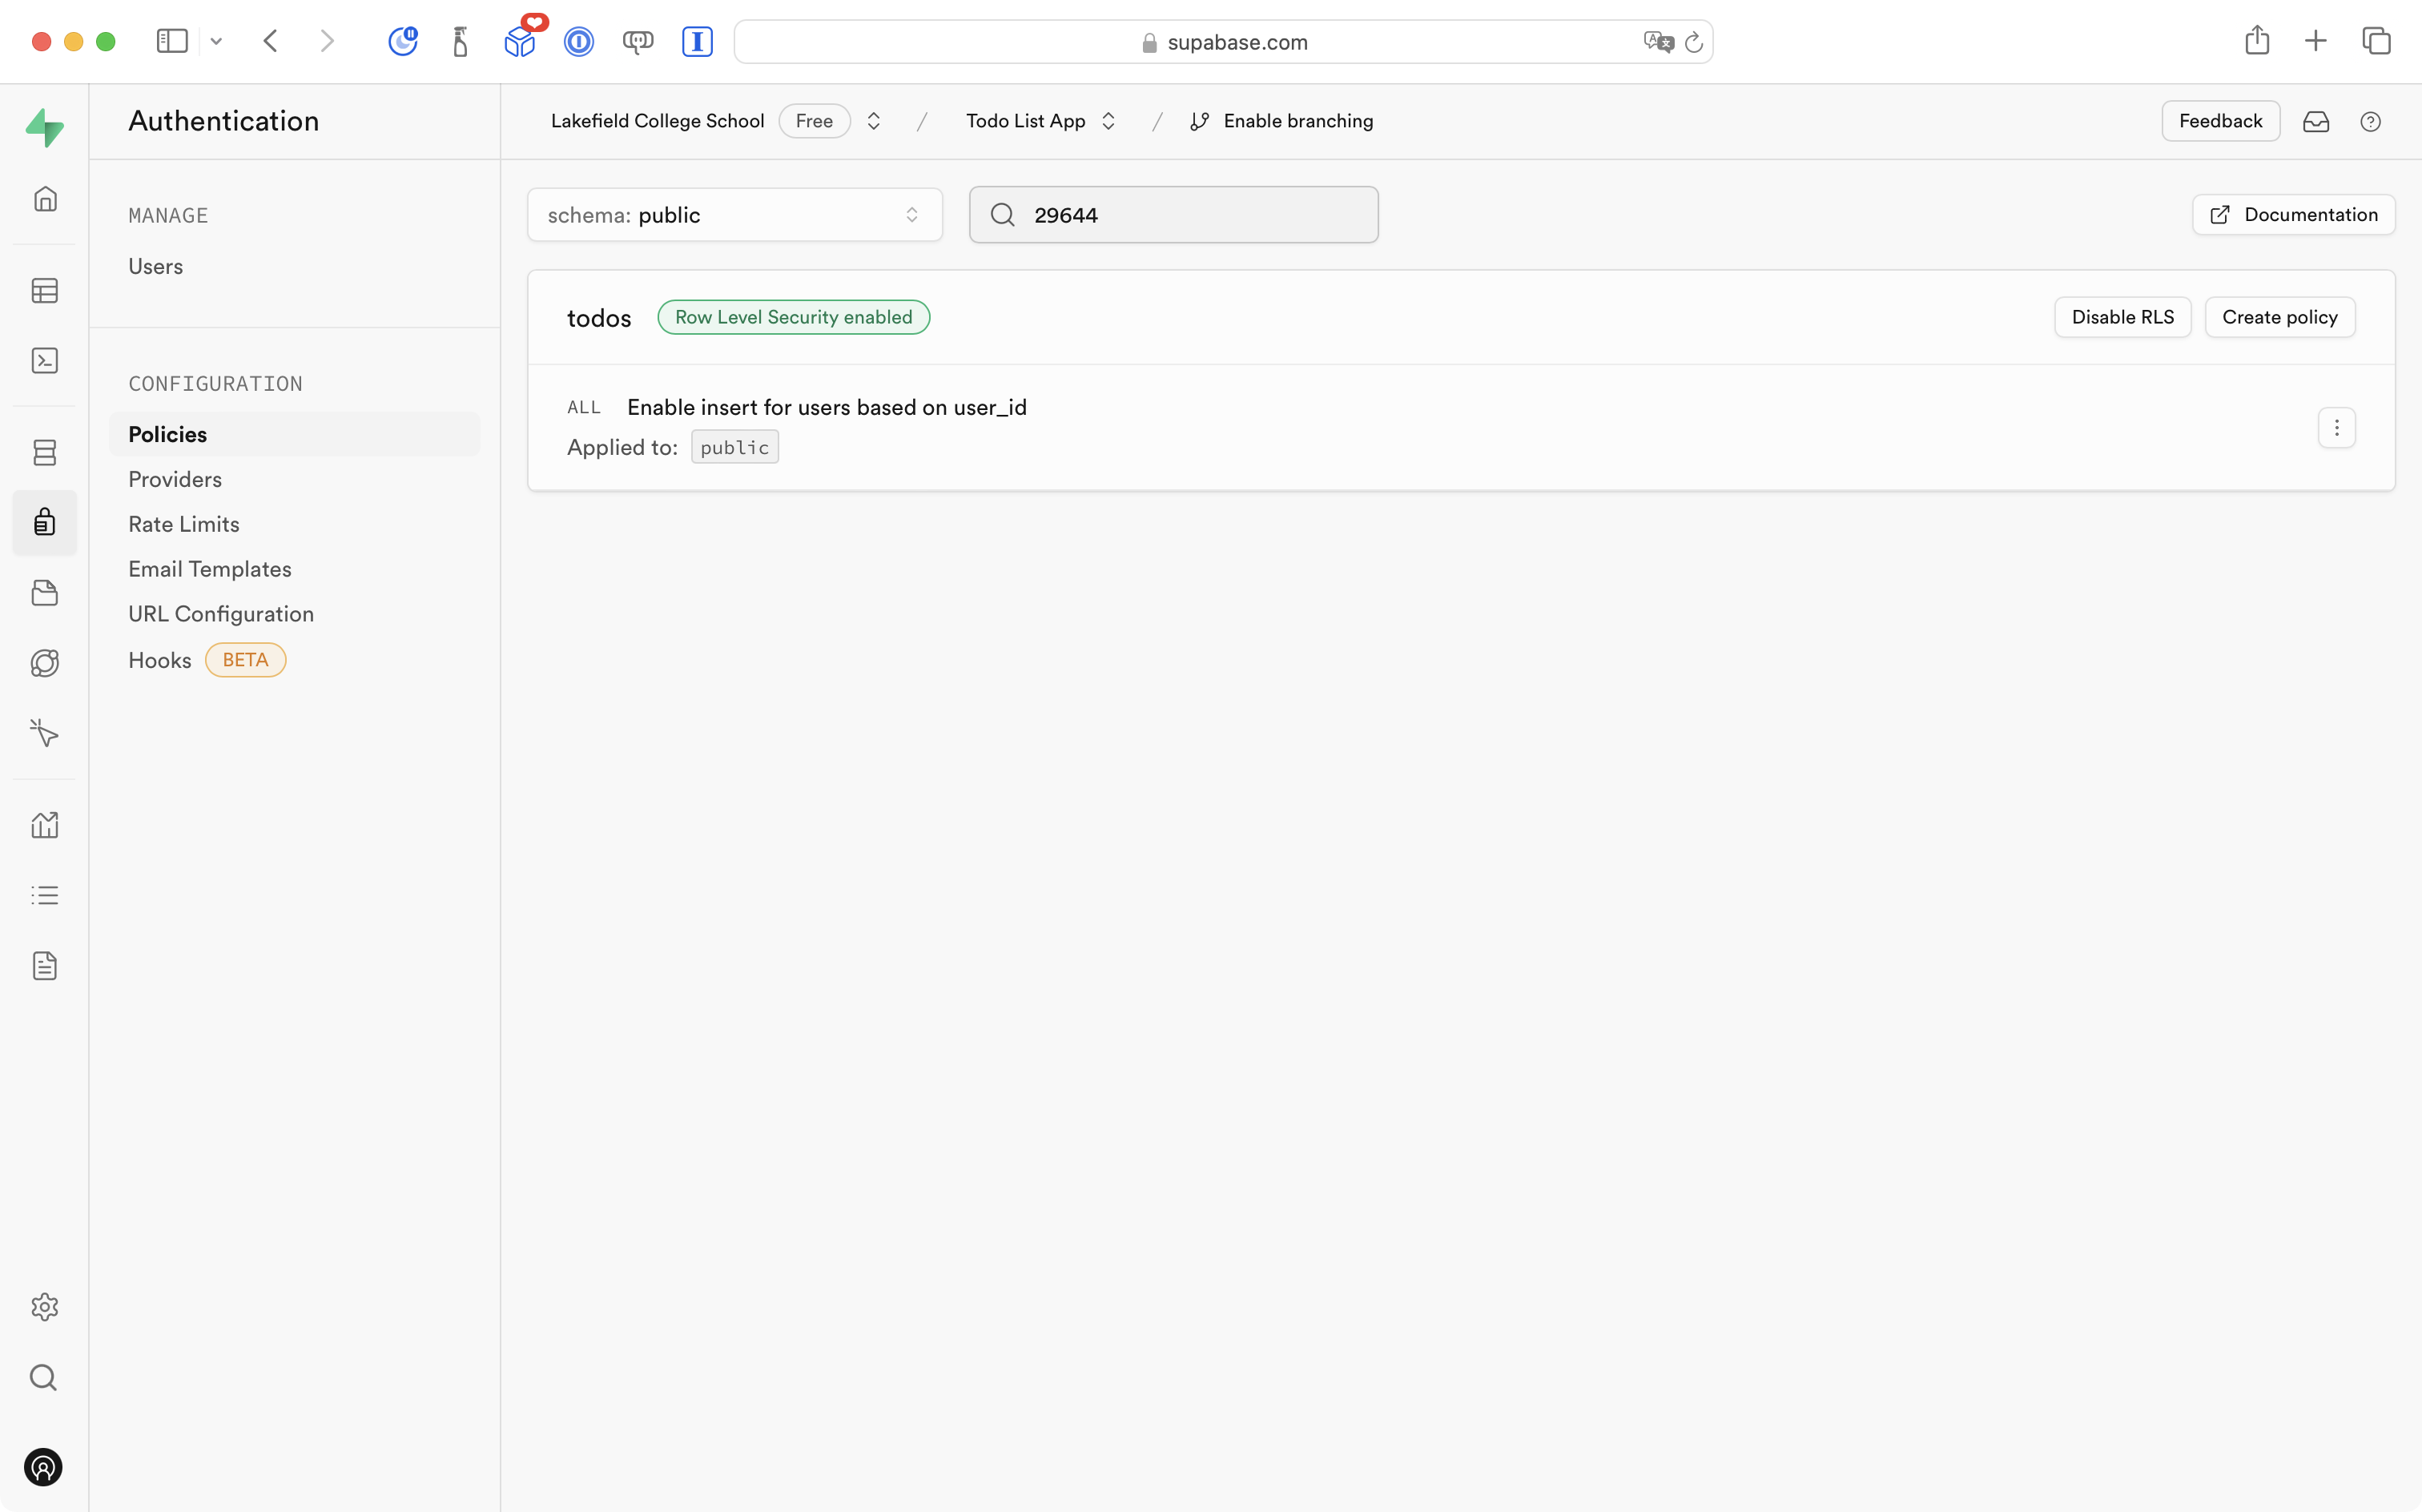 supabase.com
Authentication
Lakefield College School Free / Todo List App / Enable branching
Feedback
MANAGE
Users
CONFIGURATION
Policies
Providers
Rate Limits
Email Templates
URL Configuration
Hooks BETA
schema: public
29644
Documentation
todos Row Level Security enabled
Disable RLS
Create policy
ALL Enable insert for users based on user_id
Applied to: public